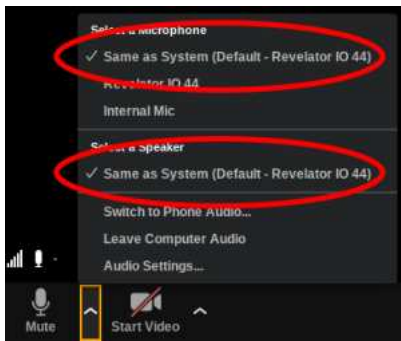 Select a Microphone
✓ Same as System (Default - Revelator IO 44)
Revelator IO 44
Internal Mic
Select a Speaker
✓ Same as System (Default - Revelator IO 44)
Switch to Phone Audio...
Leave Computer Audio
Audio Settings...
Mute
Start Video